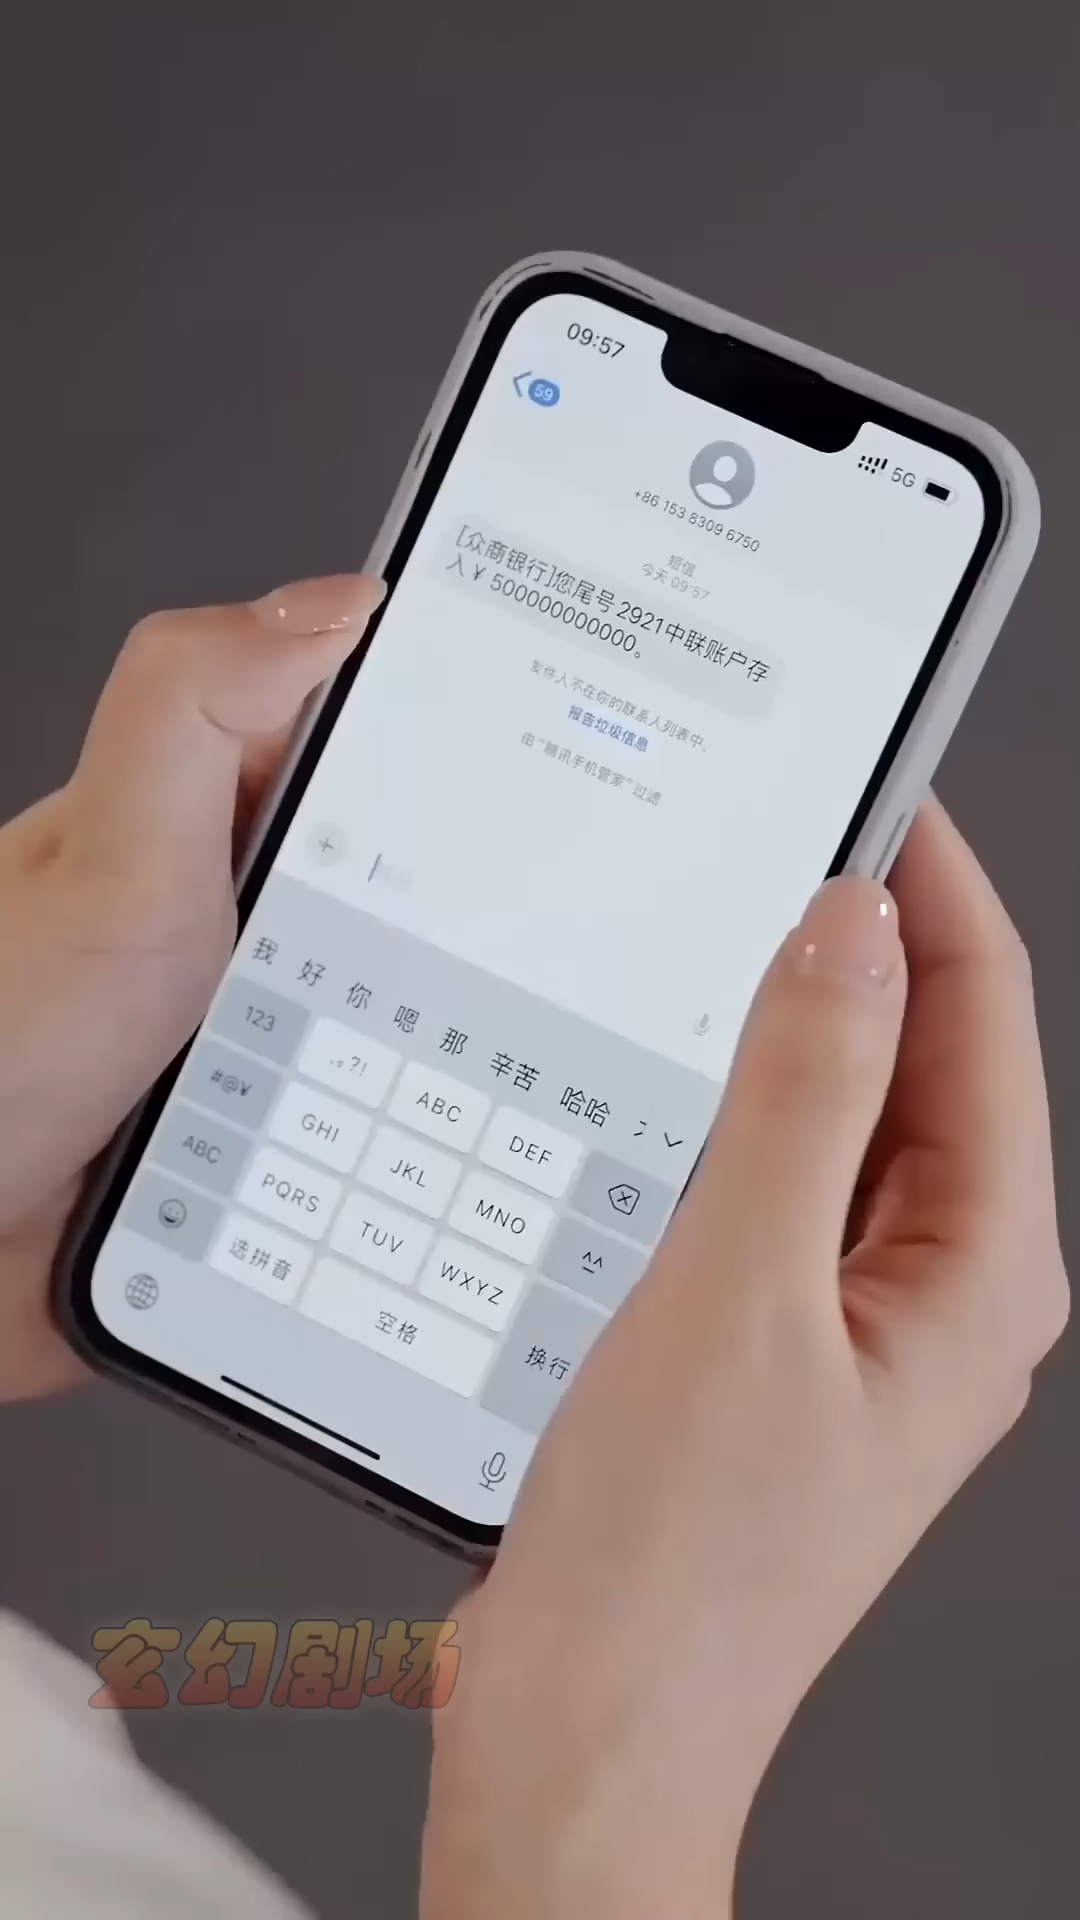 09:57
5G
59
+86 153 8309 6750
短信
今天 09:57
[众商银行]您尾号 2921中联账户存
入¥ 500000000000。
发件人不在你的联系人列表中。
报告垃圾信息
由“腾讯手机管家”过滤
+
我 好 你 嗯 那 辛苦 哈哈
123 .。?! ABC DEF
#@¥ GHI JKL MNO ^^
ABC PQRS TUV WXYZ
选拼音 空格 换行
玄幻剧场